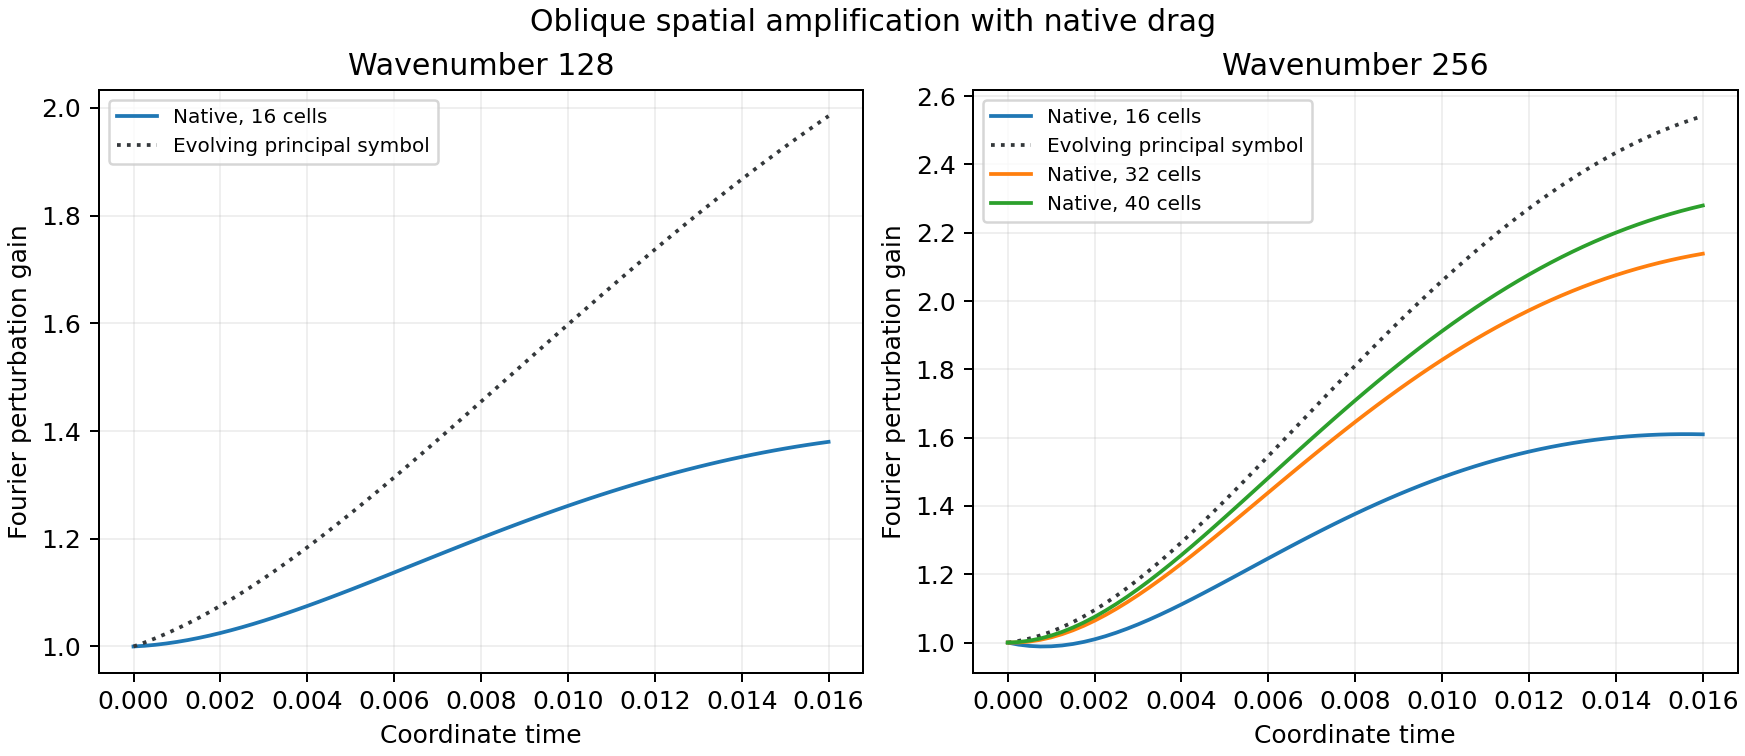 Oblique spatial amplification with native drag
Wavenumber 128
Fourier perturbation gain
2.0
1.8
1.6
1.4
1.2
1.0
Native, 16 cells
Evolving principal symbol
0.000 0.002 0.004 0.006 0.008 0.010 0.012 0.014 0.016
Coordinate time
Wavenumber 256
Fourier perturbation gain
2.6
2.4
2.2
2.0
1.8
1.6
1.4
1.2
1.0
Native, 16 cells
Evolving principal symbol
Native, 32 cells
Native, 40 cells
0.000 0.002 0.004 0.006 0.008 0.010 0.012 0.014 0.016
Coordinate time